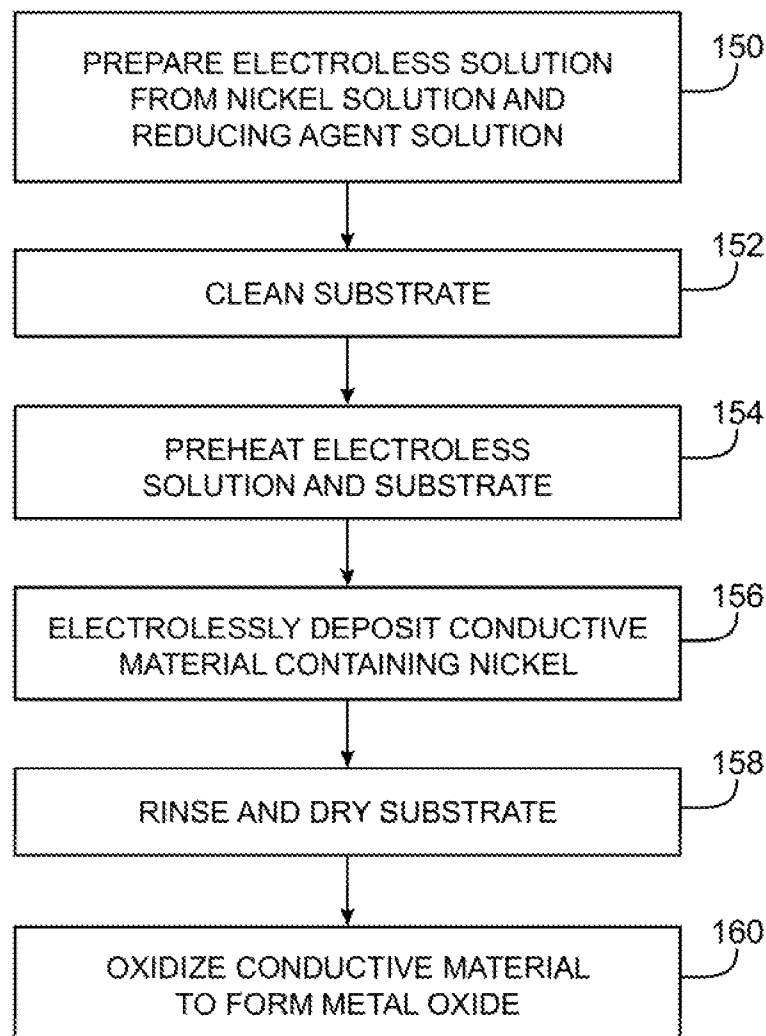 PREPARE ELECTROLESS SOLUTION
FROM NICKEL SOLUTION AND
REDUCING AGENT SOLUTION
150
CLEAN SUBSTRATE
152
PREHEAT ELECTROLESS
SOLUTION AND SUBSTRATE
154
ELECTROLESSLY DEPOSIT CONDUCTIVE
MATERIAL CONTAINING NICKEL
156
RINSE AND DRY SUBSTRATE
158
OXIDIZE CONDUCTIVE MATERIAL
TO FORM METAL OXIDE
160